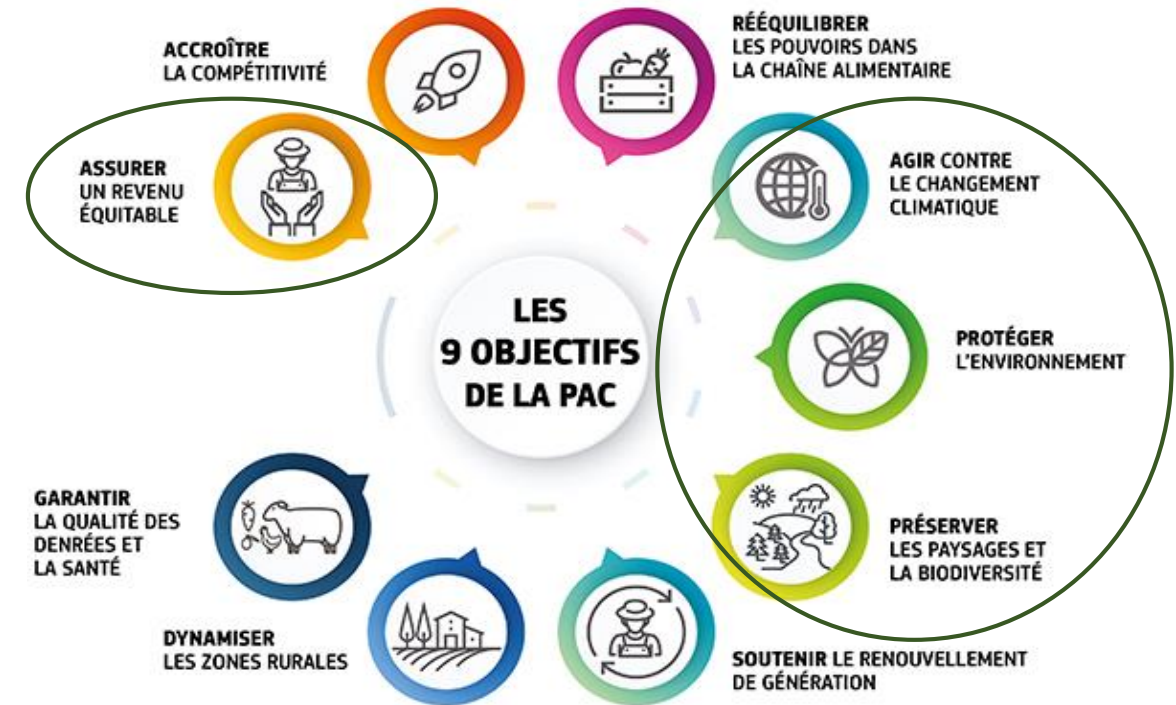 ACCROÎTRE
LA COMPÉTITIVITÉ
RÉÉQUILIBRER
LES POUVOIRS DANS
LA CHAÎNE ALIMENTAIRE
ASSURER
UN REVENU
ÉQUITABLE
AGIR CONTRE
LE CHANGEMENT
CLIMATIQUE
LES
9 OBJECTIFS
DE LA PAC
PROTÉGER
L'ENVIRONNEMENT
GARANTIR
LA QUALITÉ DES
DENRÉES ET
LA SANTÉ
PRÉSERVER
LES PAYSAGES ET
LA BIODIVERSITÉ
DYNAMISER
LES ZONES RURALES
SOUTENIR LE RENOUVELLEMENT
DE GÉNÉRATION